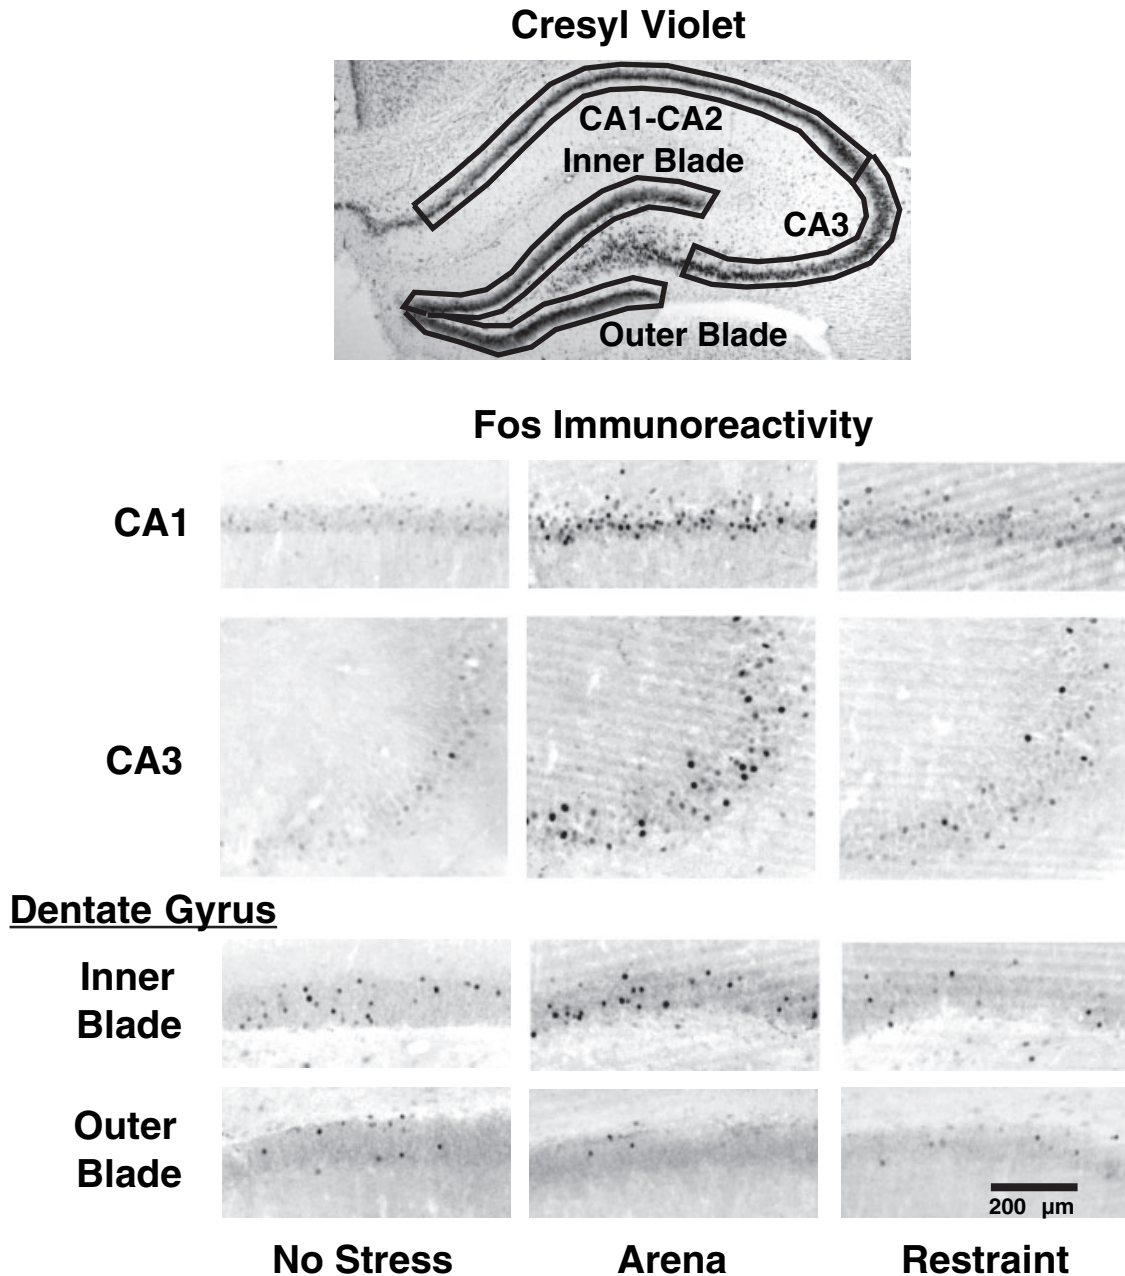 Cresyl Violet
CA1-CA2
Inner Blade
CA3
Outer Blade
Fos Immunoreactivity
CA1
CA3
Dentate Gyrus
Inner
Blade
Outer
Blade
200 µm
No Stress Arena Restraint